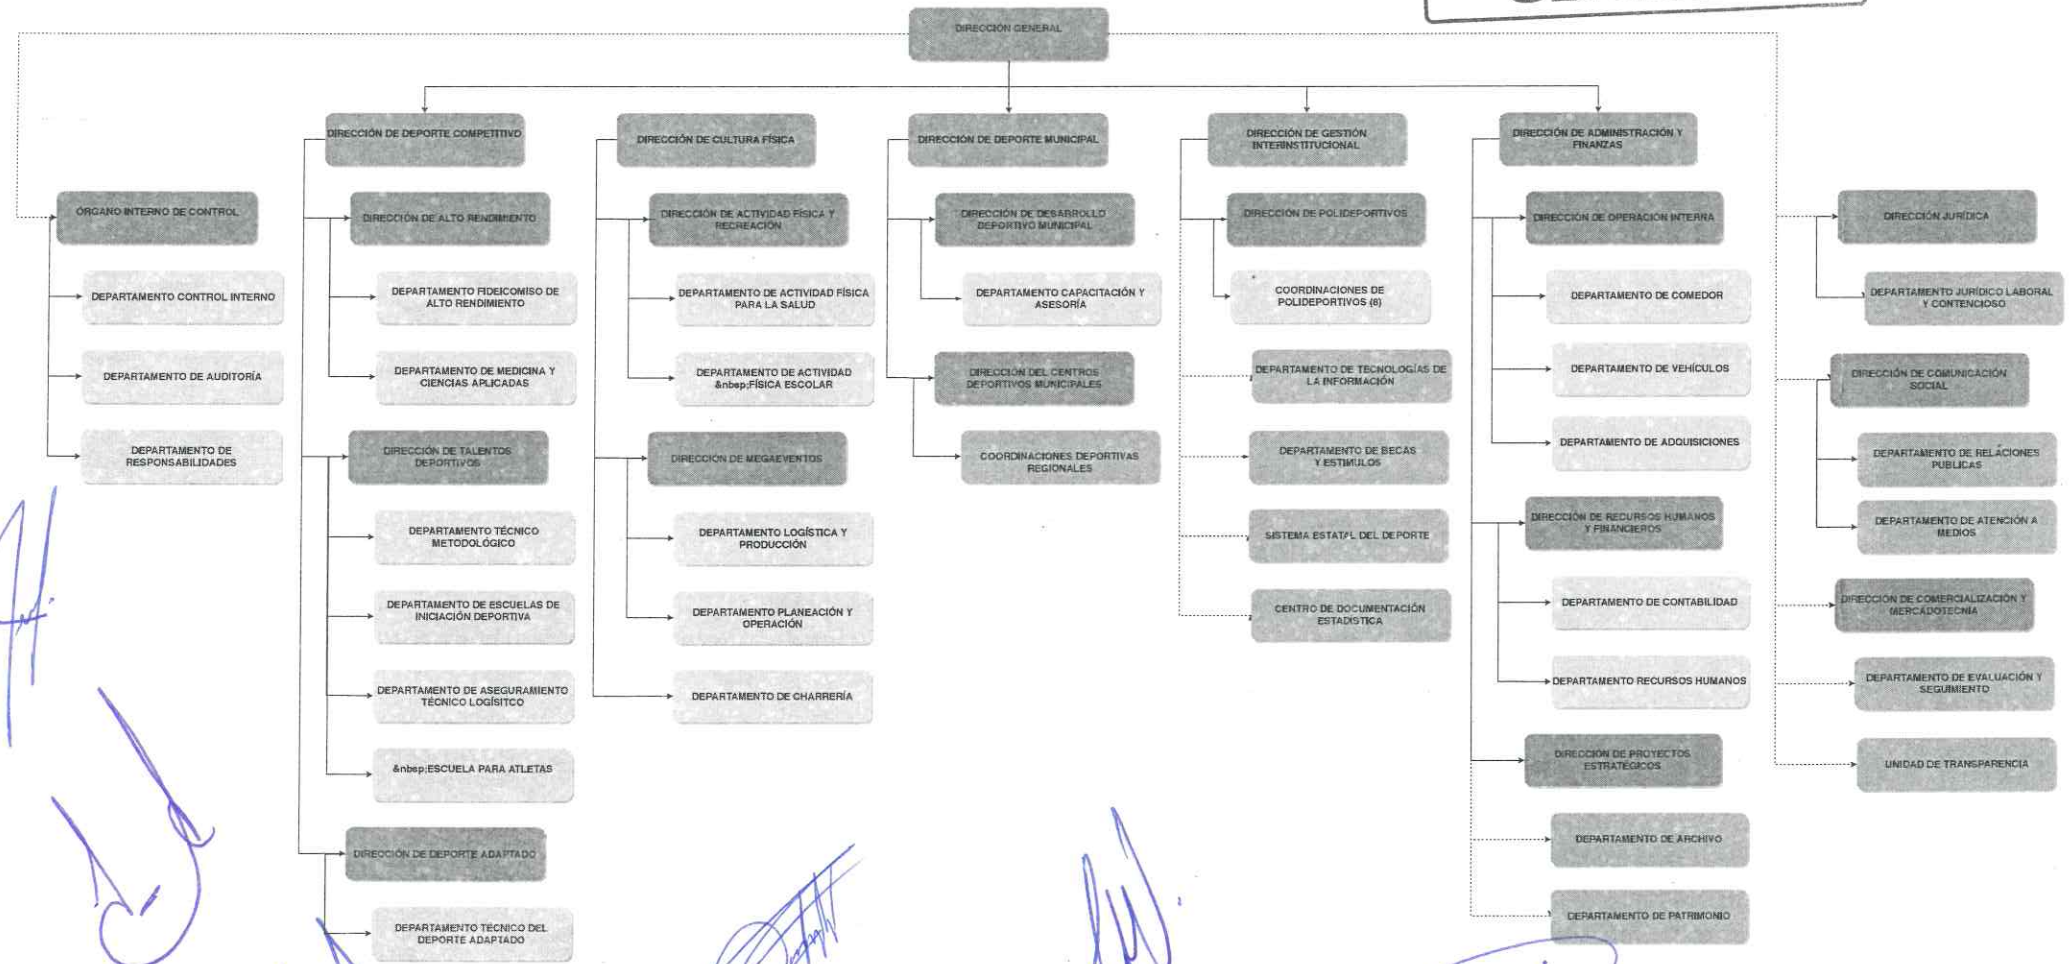 DIRECCIÓN GENERAL
DIRECCIÓN DE DEPORTE COMPETITIVO
DIRECCIÓN DE CULTURA FÍSICA
DIRECCIÓN DE DEPORTE MUNICIPAL
DIRECCIÓN DE GESTIÓN
INTERINSTITUCIONAL
DIRECCIÓN DE ADMINISTRACIÓN Y
FINANZAS
ÓRGANO INTERNO DE CONTROL
DEPARTAMENTO CONTROL INTERNO
DEPARTAMENTO DE AUDITORÍA
DEPARTAMENTO DE
RESPONSABILIDADES
DIRECCIÓN DE ALTO RENDIMIENTO
DEPARTAMENTO FIDEICOMISO DE
ALTO RENDIMIENTO
DEPARTAMENTO DE MEDICINA Y
CIENCIAS APLICADAS
DIRECCIÓN DE TALENTOS
DEPORTIVOS
DEPARTAMENTO TÉCNICO
METODOLÓGICO
DEPARTAMENTO DE ESCUELAS DE
INICIACIÓN DEPORTIVA
DEPARTAMENTO DE ASEGURAMIENTO
TÉCNICO LOGÍSITCO
&nbsp;ESCUELA PARA ATLETAS
DIRECCIÓN DE DEPORTE ADAPTADO
DEPARTAMENTO TÉCNICO DEL
DEPORTE ADAPTADO
DIRECCIÓN DE ACTIVIDAD FÍSICA Y
RECREACIÓN
DEPARTAMENTO DE ACTIVIDAD FÍSICA
PARA LA SALUD
DEPARTAMENTO DE ACTIVIDAD
&nbsp;FÍSICA ESCOLAR
DIRECCIÓN DE MEGAEVENTOS
DEPARTAMENTO LOGÍSTICA Y
PRODUCCIÓN
DEPARTAMENTO PLANEACIÓN Y
OPERACIÓN
DEPARTAMENTO DE CHARRERÍA
DIRECCIÓN DE DESARROLLO
DEPORTIVO MUNICIPAL
DEPARTAMENTO CAPACITACIÓN Y
ASESORÍA
DIRECCIÓN DEL CENTROS
DEPORTIVOS MUNICIPALES
COORDINACIONES DEPORTIVAS
REGIONALES
DIRECCIÓN DE POLIDEPORTIVOS
COORDINACIONES DE
POLIDEPORTIVOS (8)
DEPARTAMENTO DE TECNOLOGÍAS DE
LA INFORMACIÓN
DEPARTAMENTO DE BECAS
Y ESTIMULOS
SISTEMA ESTATAL DEL DEPORTE
CENTRO DE DOCUMENTACIÓN
ESTADÍSTICA
DIRECCIÓN DE OPERACIÓN INTERNA
DEPARTAMENTO DE COMEDOR
DEPARTAMENTO DE VEHÍCULOS
DEPARTAMENTO DE ADQUISICIONES
DIRECCIÓN DE RECURSOS HUMANOS
Y FINANCIEROS
DEPARTAMENTO DE CONTABILIDAD
DEPARTAMENTO RECURSOS HUMANOS
DIRECCIÓN DE PROYECTOS
ESTRATÉGICOS
DEPARTAMENTO DE ARCHIVO
DEPARTAMENTO DE PATRIMONIO
DIRECCIÓN JURÍDICA
DEPARTAMENTO JURÍDICO LABORAL
Y CONTENCIOSO
DIRECCIÓN DE COMUNICACIÓN
SOCIAL
DEPARTAMENTO DE RELACIONES
PUBLICAS
DEPARTAMENTO DE ATENCIÓN A
MEDIOS
DIRECCIÓN DE COMERCIALIZACIÓN Y
MERCADOTECNIA
DEPARTAMENTO DE EVALUACIÓN Y
SEGUIMIENTO
UNIDAD DE TRANSPARENCIA